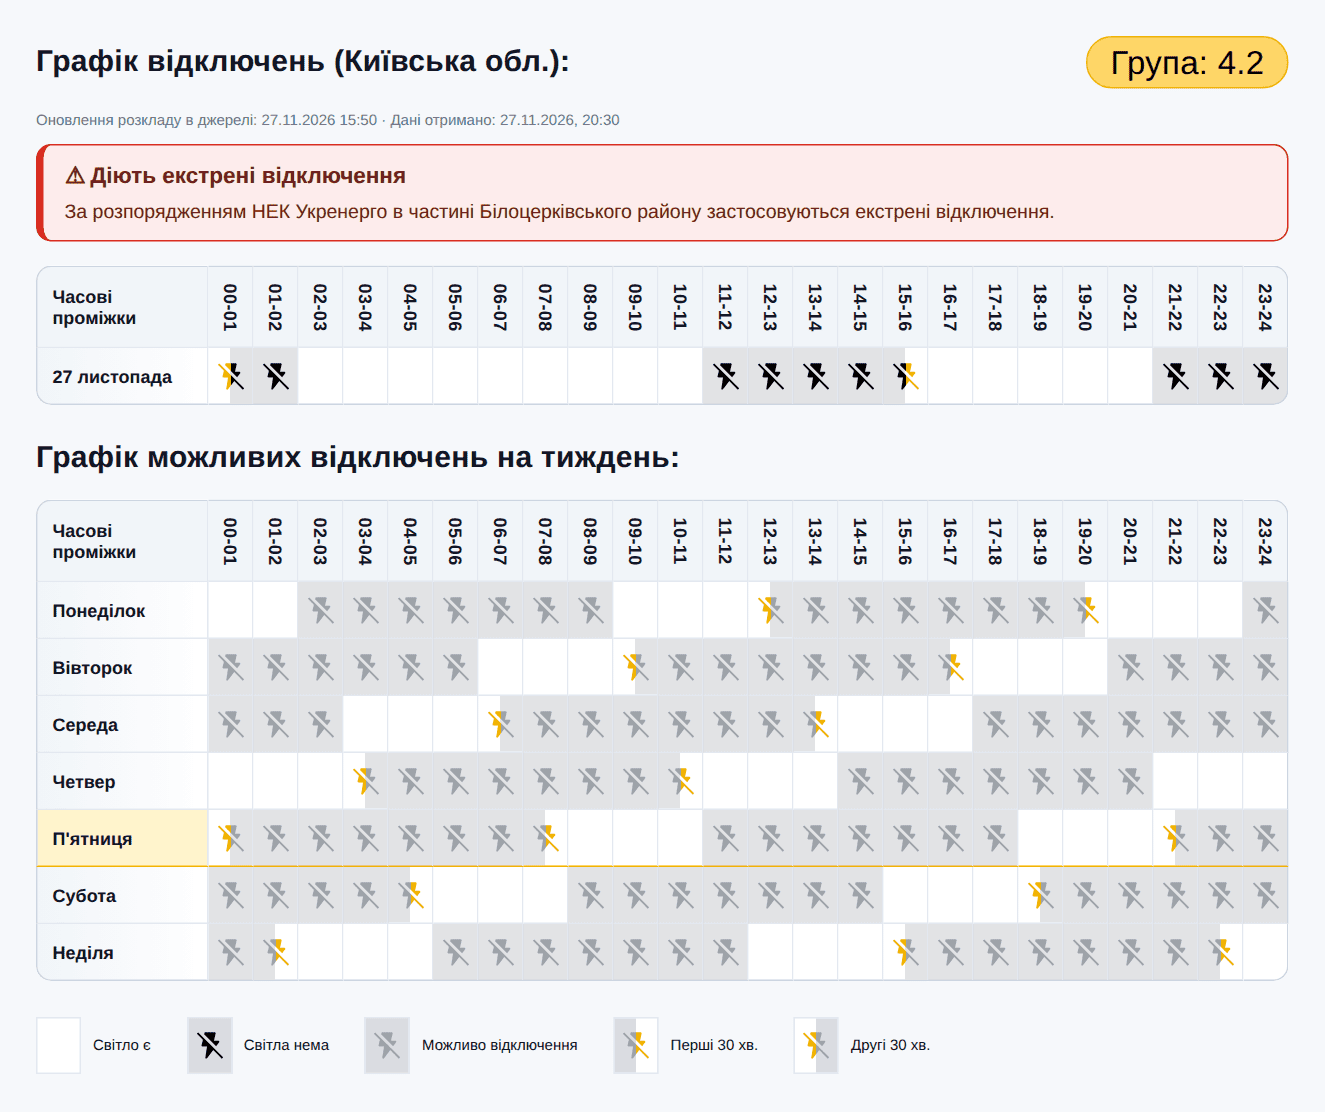 Графік відключень (Київська обл.):
Група: 4.2
Оновлення розкладу в джерелі: 27.11.2026 15:50 · Дані отримано: 27.11.2026, 20:30
⚠ Діють екстрені відключення
За розпорядженням НЕК Укренерго в частині Білоцерківського району застосовуються екстрені відключення.
Часові проміжки 00-01 01-02 02-03 03-04 04-05 05-06 06-07 07-08 08-09 09-10 10-11 11-12 12-13 13-14 14-15 15-16 16-17 17-18 18-19 19-20 20-21 21-22 22-23 23-24
27 листопада
Графік можливих відключень на тиждень:
Часові проміжки 00-01 01-02 02-03 03-04 04-05 05-06 06-07 07-08 08-09 09-10 10-11 11-12 12-13 13-14 14-15 15-16 16-17 17-18 18-19 19-20 20-21 21-22 22-23 23-24
Понеділок
Вівторок
Середа
Четвер
П'ятниця
Субота
Неділя
Світло є Світла нема Можливо відключення Перші 30 хв. Другі 30 хв.